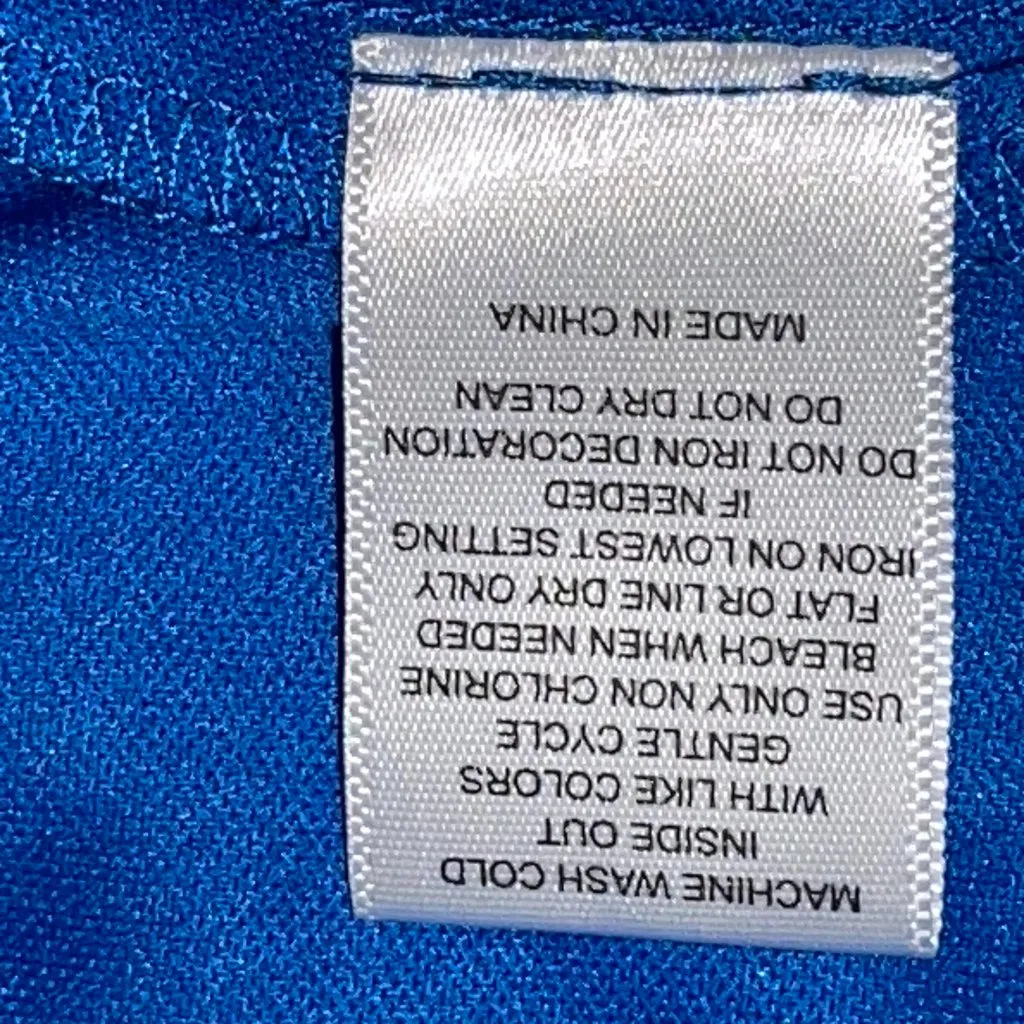 MACHINE WASH COLD
INSIDE OUT
WITH LIKE COLORS
GENTLE CYCLE
USE ONLY NON CHLORINE
BLEACH WHEN NEEDED
FLAT OR LINE DRY ONLY
IRON ON LOWEST SETTING
IF NEEDED
DO NOT IRON DECORATION
DO NOT DRY CLEAN
MADE IN CHINA